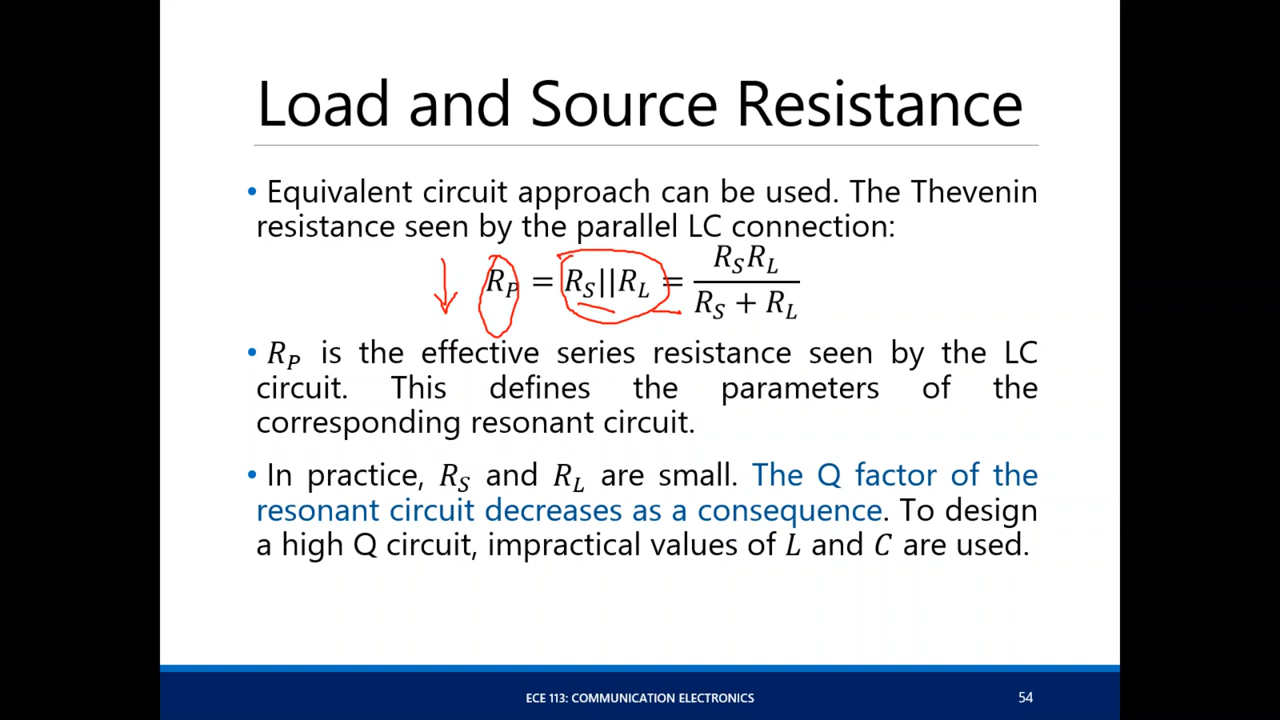 Load and Source Resistance
• Equivalent circuit approach can be used. The Thevenin
resistance seen by the parallel LC connection:
R_P = R_S||R_L = \frac{R_S R_L}{R_S + R_L}
• R_P is the effective series resistance seen by the LC
circuit. This defines the parameters of the
corresponding resonant circuit.
• In practice, R_S and R_L are small. The Q factor of the
resonant circuit decreases as a consequence. To design
a high Q circuit, impractical values of L and C are used.
ECE 113: COMMUNICATION ELECTRONICS
54